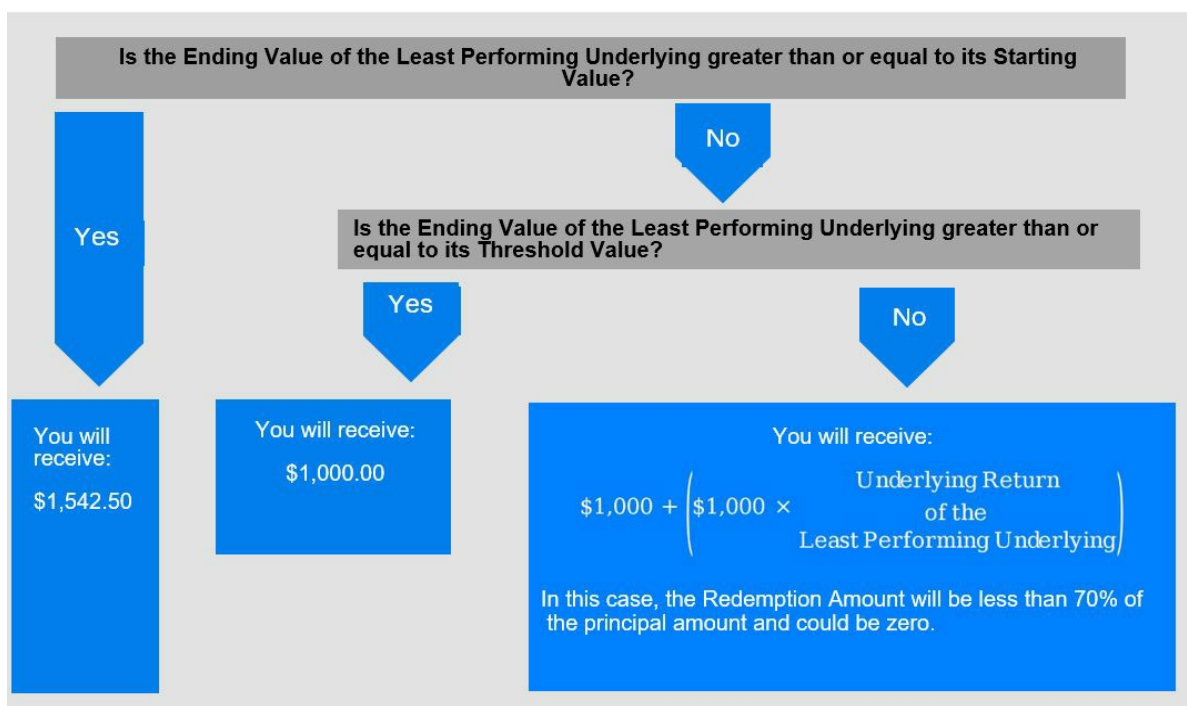 Is the Ending Value of the Least Performing Underlying greater than or equal to its Starting
Value?
No
Yes
Is the Ending Value of the Least Performing Underlying greater than or
equal to its Threshold Value?
Yes
No
You will
receive:
$1,542.50
You will receive:
$1,000.00
You will receive:
$1,000 + ($1,000 × Underlying Return
of the
Least Performing Underlying)
In this case, the Redemption Amount will be less than 70% of
the principal amount and could be zero.